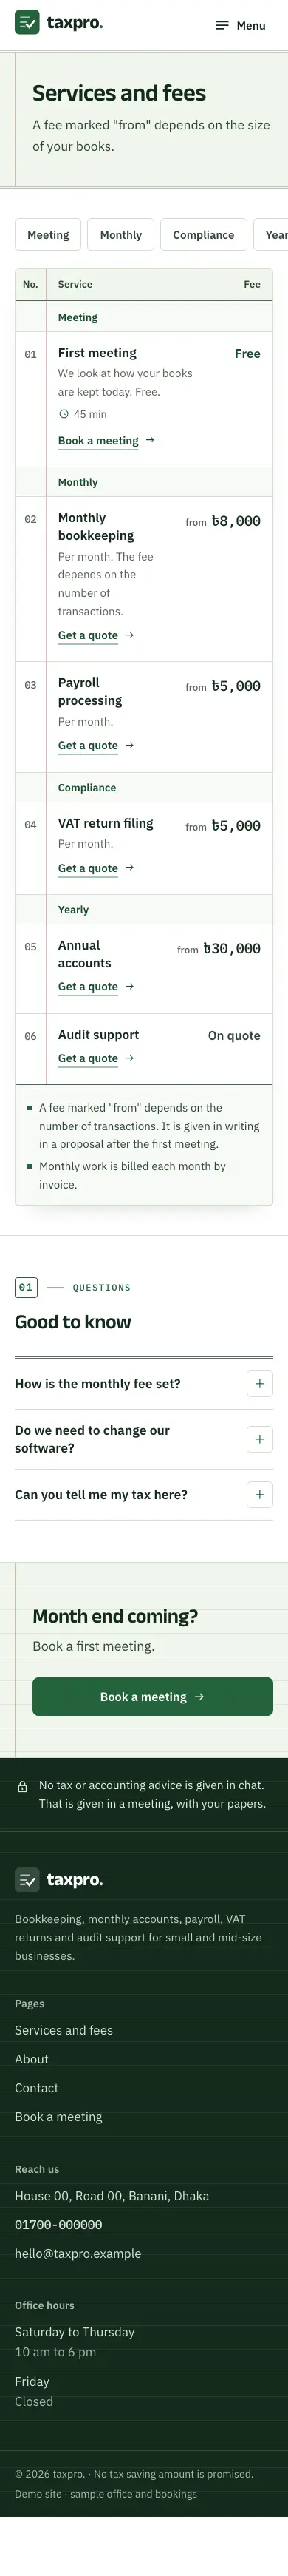 taxpro.
Menu
Services and fees
A fee marked "from" depends on the size
of your books.
Meeting
Monthly
Compliance
Year
No.
Service
Fee
Meeting
01
First meeting
Free
We look at how your books
are kept today. Free.
45 min
Book a meeting →
Monthly
02
Monthly
bookkeeping
from ৳8,000
Per month. The fee
depends on the
number of
transactions.
Get a quote →
03
Payroll
processing
from ৳5,000
Per month.
Get a quote →
Compliance
04
VAT return filing
from ৳5,000
Per month.
Get a quote →
Yearly
05
Annual
accounts
from ৳30,000
Get a quote →
06
Audit support
On quote
Get a quote →
A fee marked "from" depends on the
number of transactions. It is given in writing
in a proposal after the first meeting.
Monthly work is billed each month by
invoice.
01
QUESTIONS
Good to know
How is the monthly fee set?
Do we need to change our
software?
Can you tell me my tax here?
Month end coming?
Book a first meeting.
Book a meeting →
No tax or accounting advice is given in chat.
That is given in a meeting, with your papers.
taxpro.
Bookkeeping, monthly accounts, payroll, VAT
returns and audit support for small and mid-size
businesses.
Pages
Services and fees
About
Contact
Book a meeting
Reach us
House 00, Road 00, Banani, Dhaka
01700-000000
hello@taxpro.example
Office hours
Saturday to Thursday
10 am to 6 pm
Friday
Closed
© 2026 taxpro. · No tax saving amount is promised.
Demo site · sample office and bookings